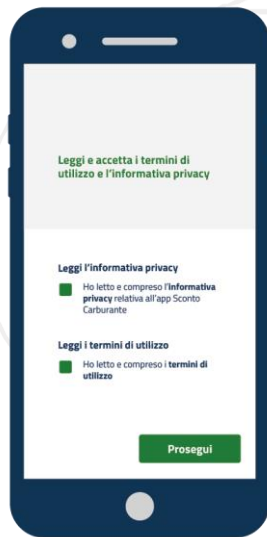 Leggi e accetta i termini di
utilizzo e l'informativa privacy
Leggi l'informativa privacy
Ho letto e compreso l'informativa
privacy relativa all'app Sconto
Carburante
Leggi i termini di utilizzo
Ho letto e compreso i termini di
utilizzo
Prosegui